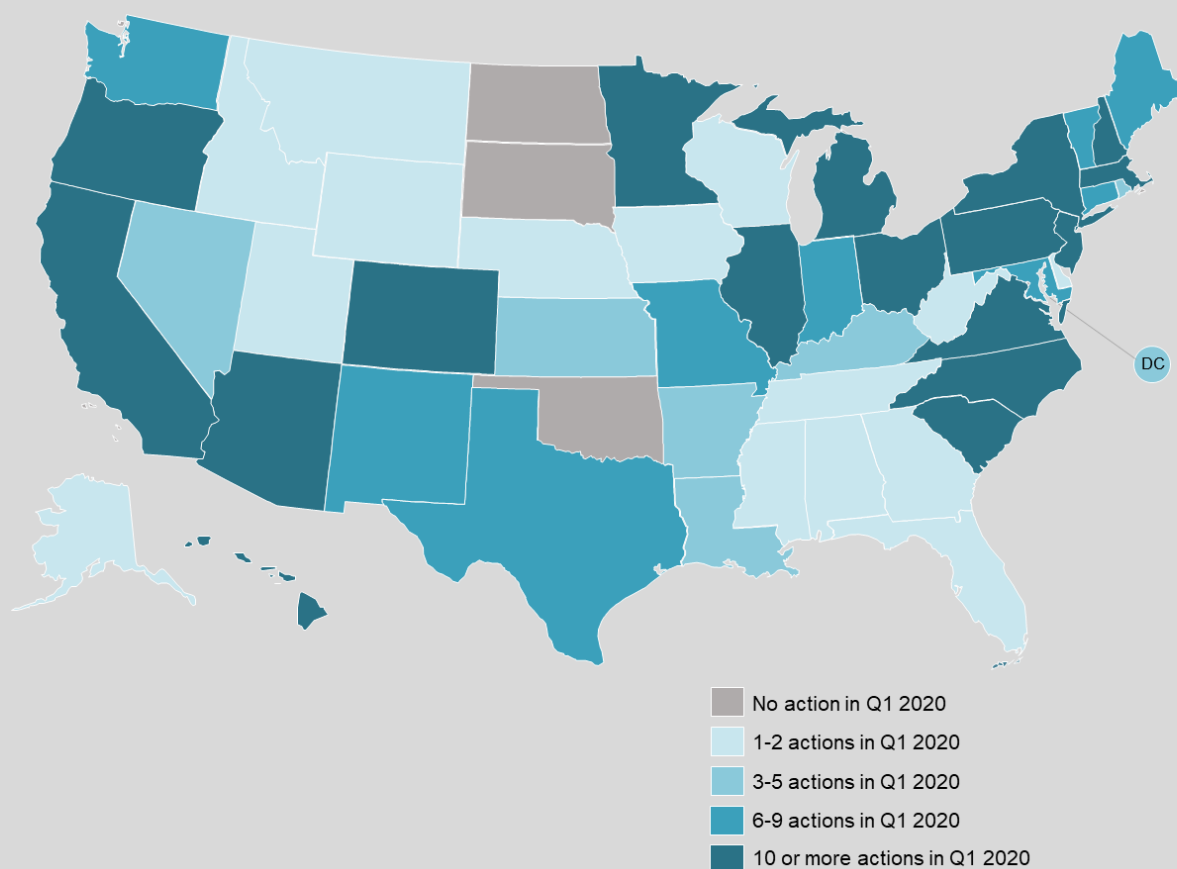 DC
No action in Q1 2020
1-2 actions in Q1 2020
3-5 actions in Q1 2020
6-9 actions in Q1 2020
10 or more actions in Q1 2020